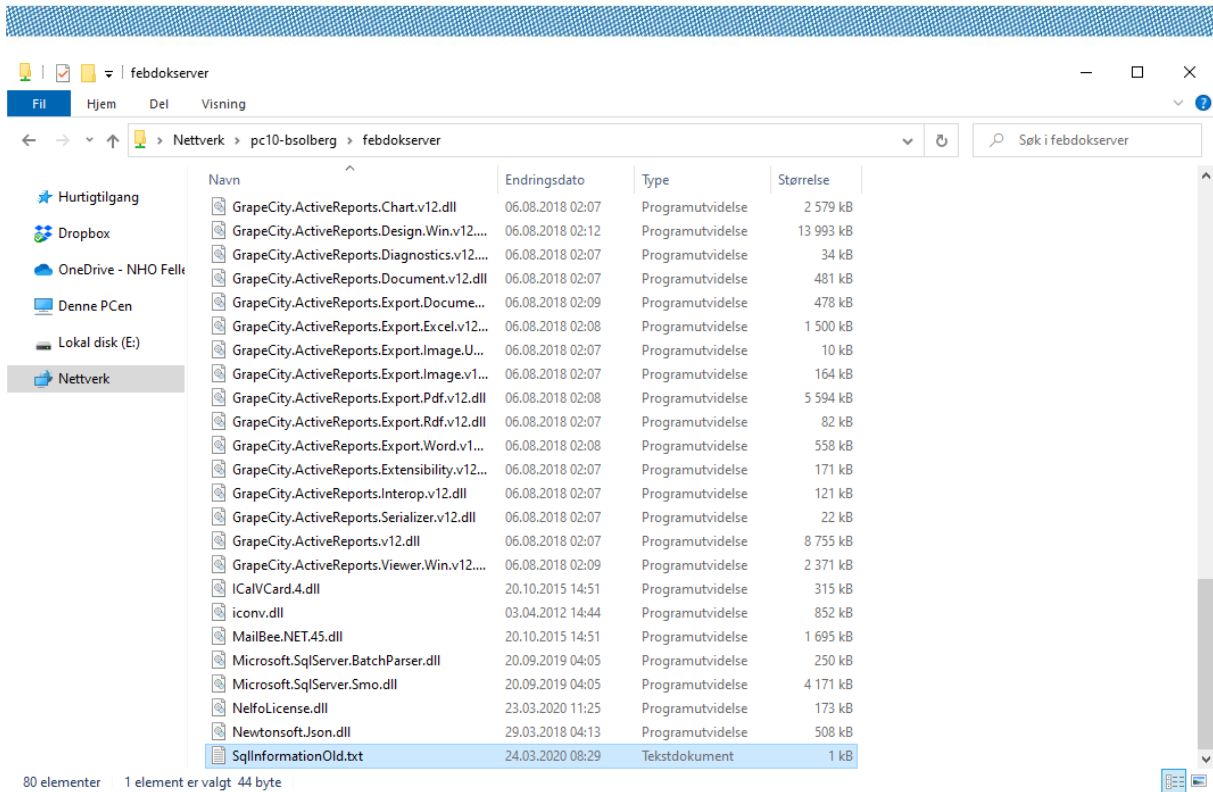 febdokserver
Fil Hjem Del Visning
Nettverk > pc10-bsolberg > febdokserver Søk i febdokserver
Hurtigtilgang
Dropbox
OneDrive - NHO Felle
Denne PCen
Lokal disk (E:)
Nettverk
Navn Endringsdato Type Størrelse
GrapeCity.ActiveReports.Chart.v12.dll 06.08.2018 02:07 Programutvidelse 2 579 kB
GrapeCity.ActiveReports.Design.Win.v12.... 06.08.2018 02:12 Programutvidelse 13 993 kB
GrapeCity.ActiveReports.Diagnostics.v12.... 06.08.2018 02:07 Programutvidelse 34 kB
GrapeCity.ActiveReports.Document.v12.dll 06.08.2018 02:07 Programutvidelse 481 kB
GrapeCity.ActiveReports.Export.Docume... 06.08.2018 02:09 Programutvidelse 478 kB
GrapeCity.ActiveReports.Export.Excel.v12... 06.08.2018 02:08 Programutvidelse 1 500 kB
GrapeCity.ActiveReports.Export.Image.U... 06.08.2018 02:07 Programutvidelse 10 kB
GrapeCity.ActiveReports.Export.Image.v1... 06.08.2018 02:07 Programutvidelse 164 kB
GrapeCity.ActiveReports.Export.Pdf.v12.dll 06.08.2018 02:08 Programutvidelse 5 594 kB
GrapeCity.ActiveReports.Export.Rdf.v12.dll 06.08.2018 02:07 Programutvidelse 82 kB
GrapeCity.ActiveReports.Export.Word.v1... 06.08.2018 02:08 Programutvidelse 558 kB
GrapeCity.ActiveReports.Extensibility.v12... 06.08.2018 02:07 Programutvidelse 171 kB
GrapeCity.ActiveReports.Interop.v12.dll 06.08.2018 02:07 Programutvidelse 121 kB
GrapeCity.ActiveReports.Serializer.v12.dll 06.08.2018 02:07 Programutvidelse 22 kB
GrapeCity.ActiveReports.v12.dll 06.08.2018 02:07 Programutvidelse 8 755 kB
GrapeCity.ActiveReports.Viewer.Win.v12.... 06.08.2018 02:09 Programutvidelse 2 371 kB
ICalVCard.4.dll 20.10.2015 14:51 Programutvidelse 315 kB
iconv.dll 03.04.2012 14:44 Programutvidelse 852 kB
MailBee.NET.45.dll 20.10.2015 14:51 Programutvidelse 1 695 kB
Microsoft.SqlServer.BatchParser.dll 20.09.2019 04:05 Programutvidelse 250 kB
Microsoft.SqlServer.Smo.dll 20.09.2019 04:05 Programutvidelse 4 171 kB
NelfoLicense.dll 23.03.2020 11:25 Programutvidelse 173 kB
Newtonsoft.Json.dll 29.03.2018 04:13 Programutvidelse 508 kB
SqlInformationOld.txt 24.03.2020 08:29 Tekstdokument 1 kB
80 elementer 1 element er valgt 44 byte